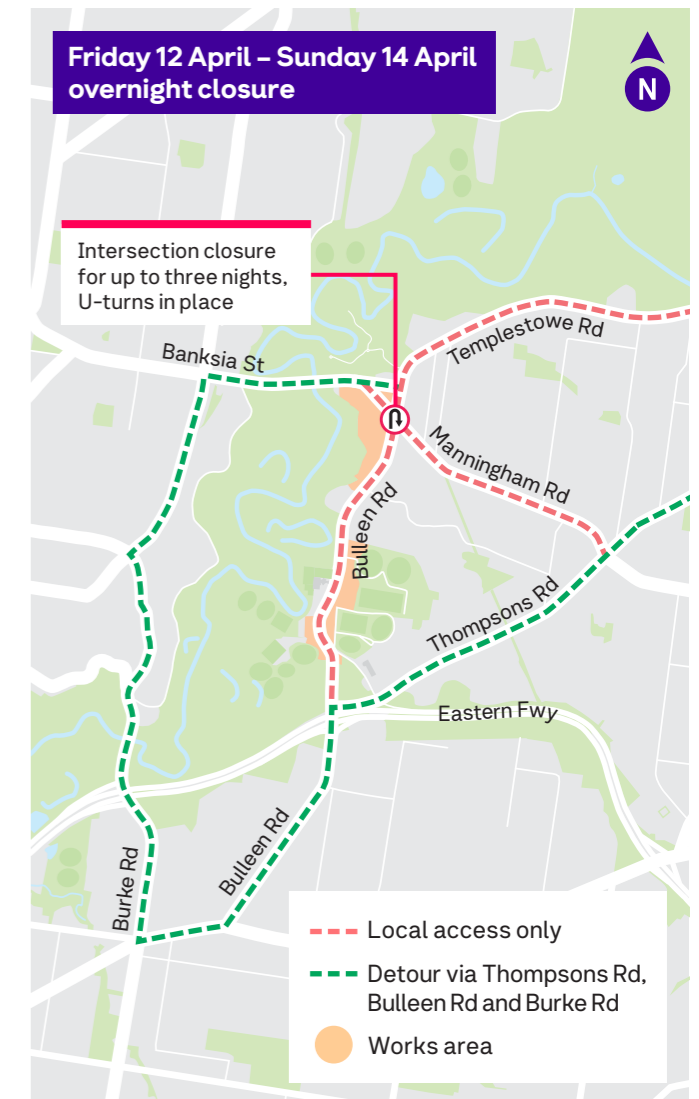 Friday 12 April – Sunday 14 April
overnight closure
N
Intersection closure
for up to three nights,
U-turns in place
Templestowe Rd
Banksia St
Manningham Rd
Bulleen Rd
Thompsons Rd
Eastern Fwy
Bulleen Rd
Burke Rd
Local access only
Detour via Thompsons Rd,
Bulleen Rd and Burke Rd
Works area